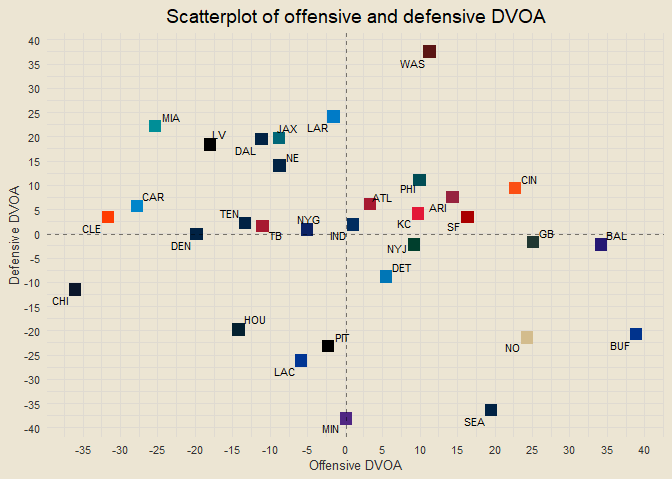 Scatterplot of offensive and defensive DVOA
40
35
30
25
20
15
10
5
0
-5
-10
-15
-20
-25
-30
-35
-40
Defensive DVOA
WAS
MIA
LV
JAX
LAR
DAL
NE
CIN
PHI
CAR
ATL
ARI
TEN
NYG
KC
SF
CLE
TB
IND
GB
BAL
DEN
NYJ
DET
CHI
HOU
PIT
NO
BUF
LAC
SEA
MIN
-35 -30 -25 -20 -15 -10 -5 0 5 10 15 20 25 30 35 40
Offensive DVOA